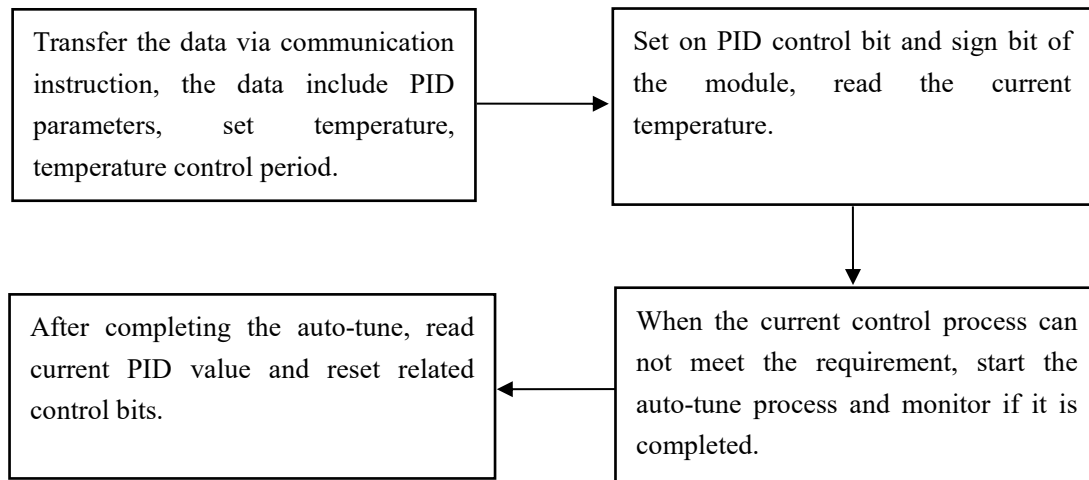 Transfer the data via communication
instruction, the data include PID
parameters, set temperature,
temperature control period.
Set on PID control bit and sign bit of
the module, read the current
temperature.
When the current control process can
not meet the requirement, start the
auto-tune process and monitor if it is
completed.
After completing the auto-tune, read
current PID value and reset related
control bits.